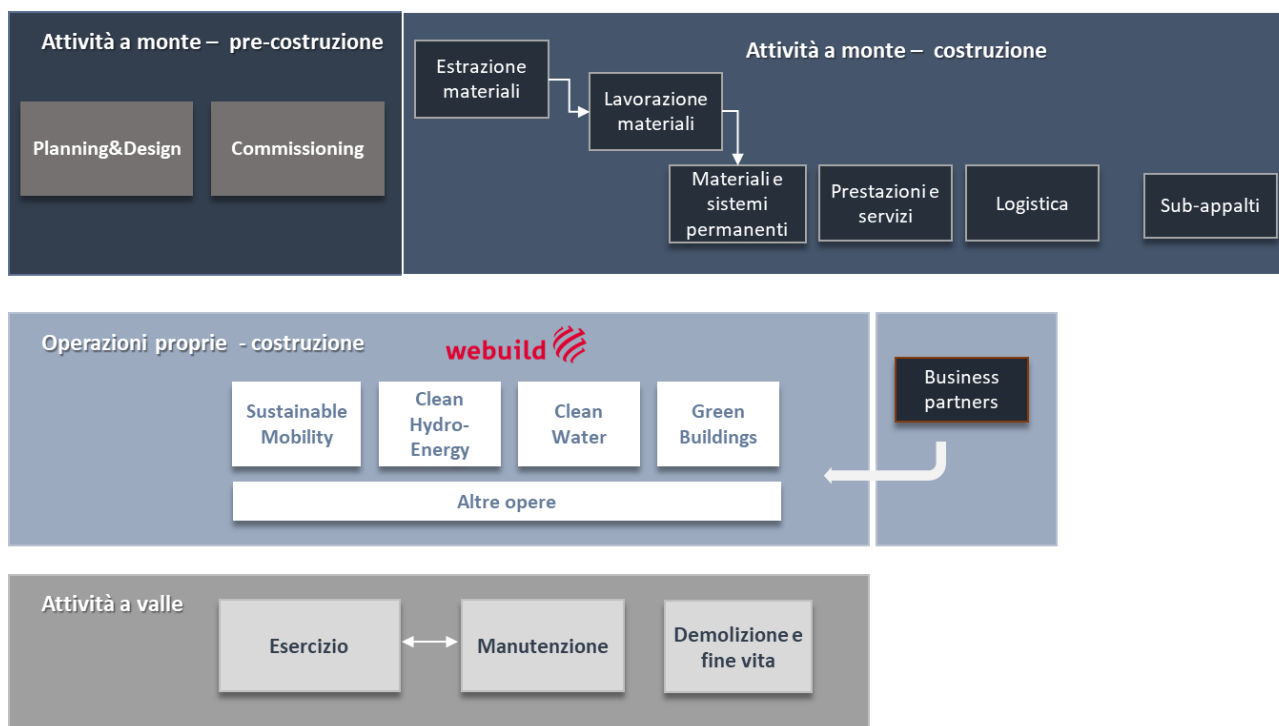 Attività a monte – pre-costruzione
Planning&Design
Commissioning
Attività a monte – costruzione
Estrazione
materiali
Lavorazione
materiali
Materiali e
sistemi
permanenti
Prestazioni e
servizi
Logistica
Sub-appalti
Operazioni proprie - costruzione
webuild
Sustainable
Mobility
Clean
Hydro-
Energy
Clean
Water
Green
Buildings
Altre opere
Business
partners
Attività a valle
Esercizio
Manutenzione
Demolizione e
fine vita